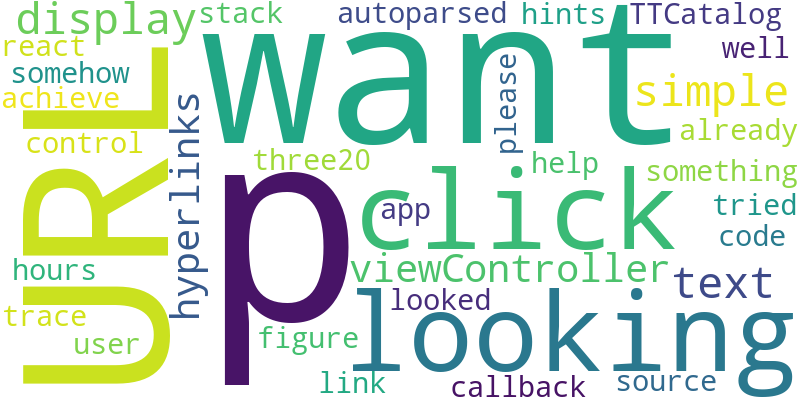 display
stack
autoparsed
hints
TTCatalog
react
want
well
somehow
URL
hyperlinks
please
simple
achieve
already
control
three20
help
something
p
click
app
tried
code
hours
viewController
text
looked
looking
trace
user
figure
link
callback
source